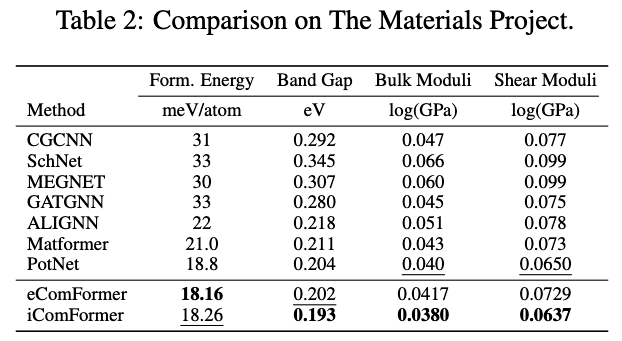 Table 2: Comparison on The Materials Project.
Form. Energy Band Gap Bulk Moduli Shear Moduli
Method meV/atom eV log(GPa) log(GPa)
CGCNN 31 0.292 0.047 0.077
SchNet 33 0.345 0.066 0.099
MEGNET 30 0.307 0.060 0.099
GATGNN 33 0.280 0.045 0.075
ALIGNN 22 0.218 0.051 0.078
Matformer 21.0 0.211 0.043 0.073
PotNet 18.8 0.204 0.040 0.0650
eComFormer 18.16 0.202 0.0417 0.0729
iComFormer 18.26 0.193 0.0380 0.0637